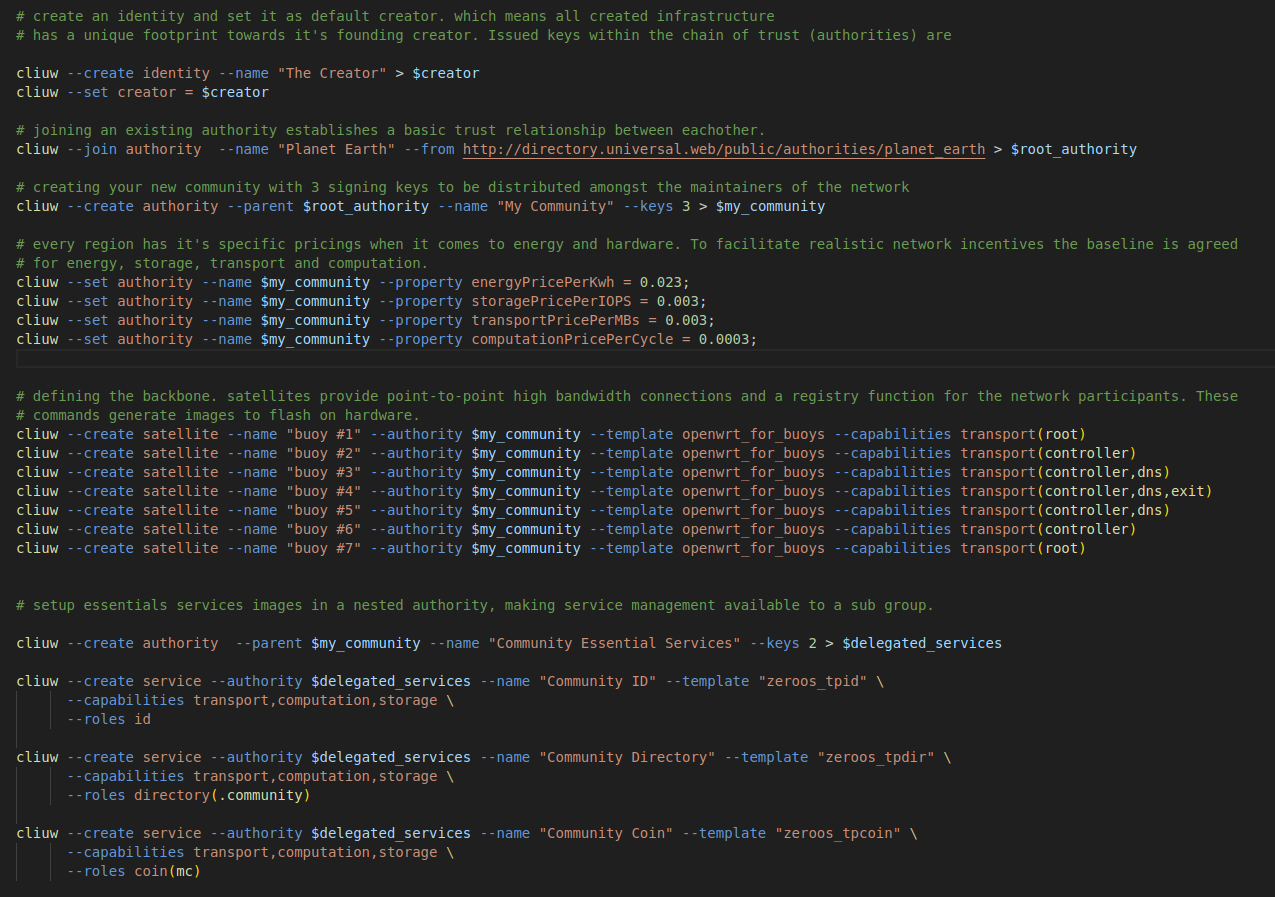 # create an identity and set it as default creator. which means all created infrastructure
# has a unique footprint towards it's founding creator. Issued keys within the chain of trust (authorities) are
cliuw --create identity --name "The Creator" > $creator
cliuw --set creator = $creator
# joining an existing authority establishes a basic trust relationship between eachother.
cliuw --join authority  --name "Planet Earth" --from http://directory.universal.web/public/authorities/planet_earth > $root_authority
# creating your new community with 3 signing keys to be distributed amongst the maintainers of the network
cliuw --create authority --parent $root_authority --name "My Community" --keys 3 > $my_community
# every region has it's specific pricings when it comes to energy and hardware. To facilitate realistic network incentives the baseline is agreed
# for energy, storage, transport and computation.
cliuw --set authority --name $my_community --property energyPricePerKwh = 0.023;
cliuw --set authority --name $my_community --property storagePricePerIOPS = 0.003;
cliuw --set authority --name $my_community --property transportPricePerMBs = 0.003;
cliuw --set authority --name $my_community --property computationPricePerCycle = 0.0003;
# defining the backbone. satellites provide point-to-point high bandwidth connections and a registry function for the network participants. These
# commands generate images to flash on hardware.
cliuw --create satellite --name "buoy #1" --authority $my_community --template openwrt_for_buoys --capabilities transport(root)
cliuw --create satellite --name "buoy #2" --authority $my_community --template openwrt_for_buoys --capabilities transport(controller)
cliuw --create satellite --name "buoy #3" --authority $my_community --template openwrt_for_buoys --capabilities transport(controller,dns)
cliuw --create satellite --name "buoy #4" --authority $my_community --template openwrt_for_buoys --capabilities transport(controller,dns,exit)
cliuw --create satellite --name "buoy #5" --authority $my_community --template openwrt_for_buoys --capabilities transport(controller,dns)
cliuw --create satellite --name "buoy #6" --authority $my_community --template openwrt_for_buoys --capabilities transport(controller)
cliuw --create satellite --name "buoy #7" --authority $my_community --template openwrt_for_buoys --capabilities transport(root)
# setup essentials services images in a nested authority, making service management available to a sub group.
cliuw --create authority  --parent $my_community --name "Community Essential Services" --keys 2 > $delegated_services
cliuw --create service --authority $delegated_services --name "Community ID" --template "zeroos_tpid" \
--capabilities transport,computation,storage \
--roles id
cliuw --create service --authority $delegated_services --name "Community Directory" --template "zeroos_tpdir" \
--capabilities transport,computation,storage \
--roles directory(.community)
cliuw --create service --authority $delegated_services --name "Community Coin" --template "zeroos_tpcoin" \
--capabilities transport,computation,storage \
--roles coin(mc)